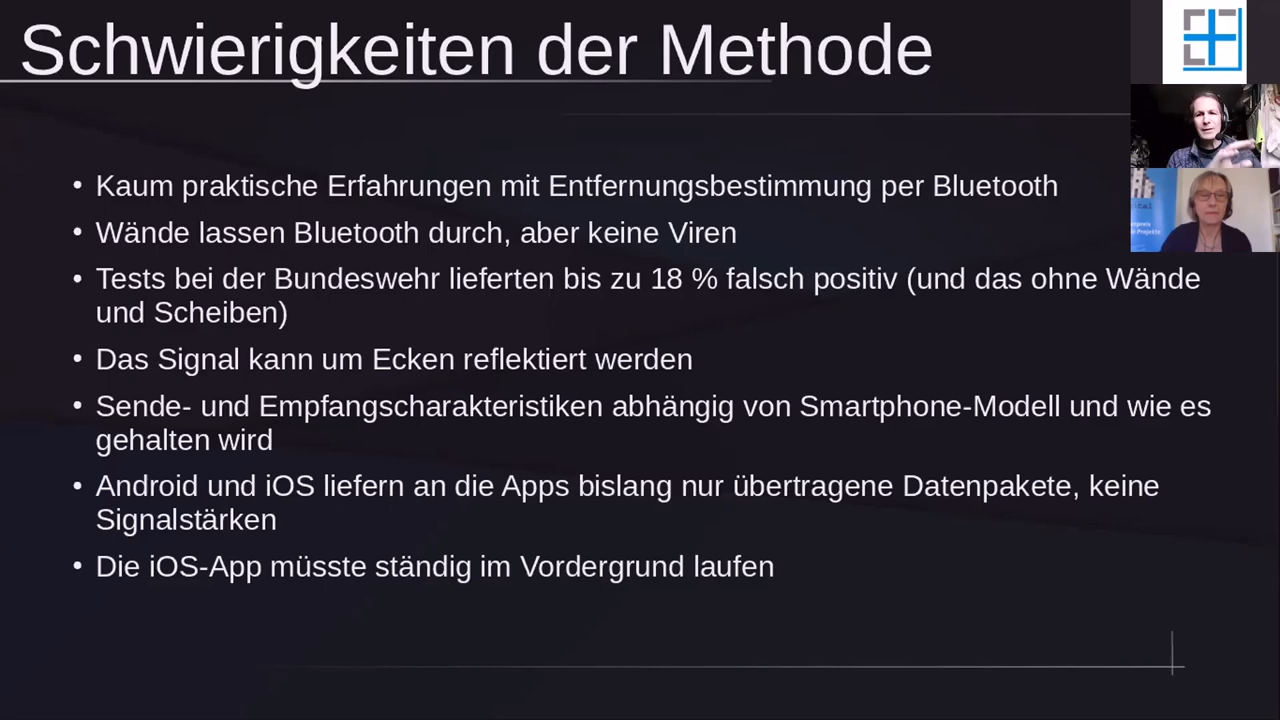 Schwierigkeiten der Methode
• Kaum praktische Erfahrungen mit Entfernungsbestimmung per Bluetooth
• Wände lassen Bluetooth durch, aber keine Viren
• Tests bei der Bundeswehr lieferten bis zu 18 % falsch positiv (und das ohne Wände
und Scheiben)
• Das Signal kann um Ecken reflektiert werden
• Sende- und Empfangscharakteristiken abhängig von Smartphone-Modell und wie es
gehalten wird
• Android und iOS liefern an die Apps bislang nur übertragene Datenpakete, keine
Signalstärken
• Die iOS-App müsste ständig im Vordergrund laufen